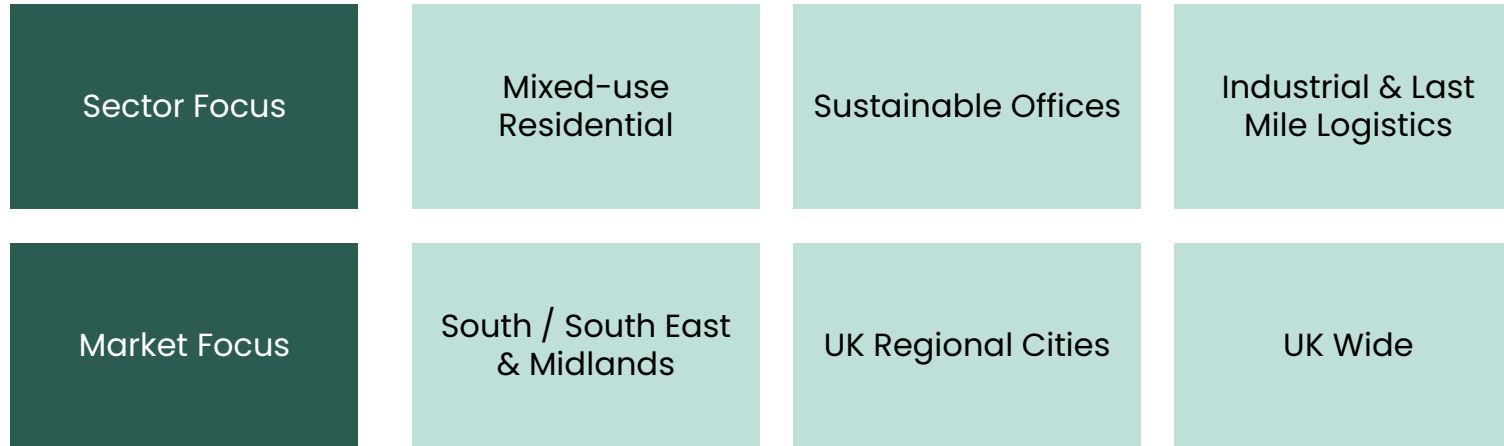 Sector Focus
Mixed-use
Residential
Sustainable Offices
Industrial & Last
Mile Logistics
Market Focus
South / South East
& Midlands
UK Regional Cities
UK Wide